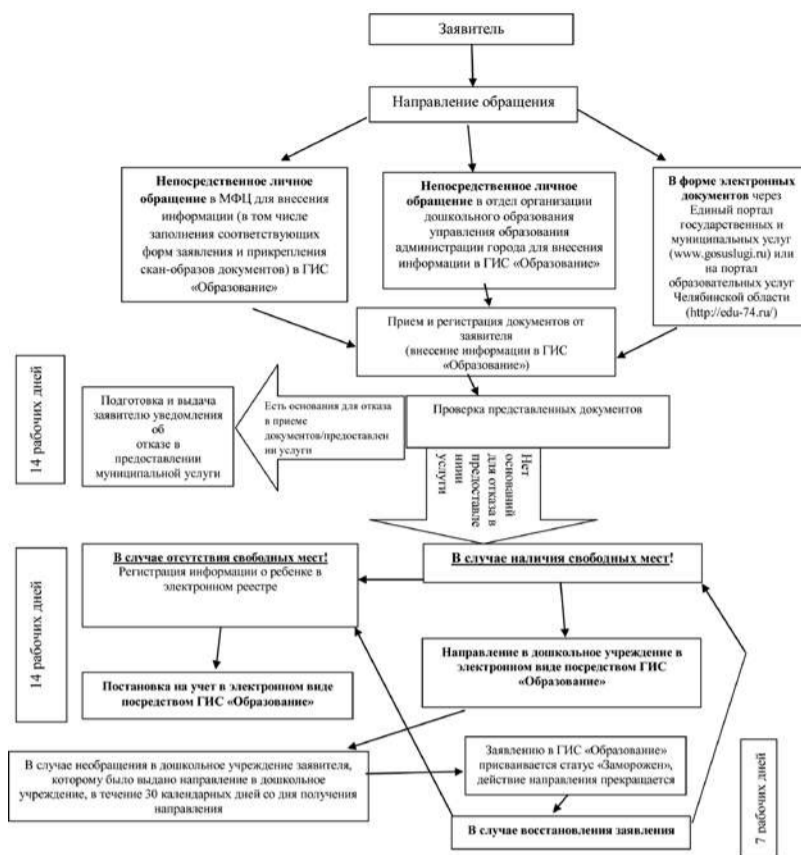 Заявитель
Направление обращения
Непосредственное личное
обращение в МФЦ для внесения
информации (в том числе
заполнения соответствующих
форм заявления и прикрепления
скан-образов документов) в ГИС
«Образование»
Непосредственное личное
обращение в отдел организации
дошкольного образования
управления образования
администрации города для внесения
информации в ГИС «Образование»
В форме электронных
документов через
Единый портал
государственных и
муниципальных услуг
(www.gosuslugi.ru) или
на портал
образовательных услуг
Челябинской области
(http://edu-74.ru/)
Прием и регистрация документов от
заявителя
(внесение информации в ГИС
«Образование»)
14 рабочих дней
Подготовка и выдача
заявителю уведомления
об
отказе в
предоставлении
муниципальной услуги
Есть основания для отказа
в приеме
документов/предоставлен
ии услуги
Проверка представленных документов
Нет
оснований
для отказа в
предоставле
нии
услуги
14 рабочих дней
В случае отсутствия свободных мест!
Регистрация информации о ребенке в
электронном реестре
В случае наличия свободных мест!
Направление в дошкольное учреждение в
электронном виде посредством ГИС
«Образование»
Постановка на учет в электронном виде
посредством ГИС «Образование»
В случае необращения в дошкольное учреждение заявителя,
которому было выдано направление в дошкольное
учреждение, в течение 30 календарных дней со дня получения
направления
Заявлению в ГИС «Образование»
присваивается статус «Заморожен»,
действие направления прекращается
В случае восстановления заявления
7 рабочих дней